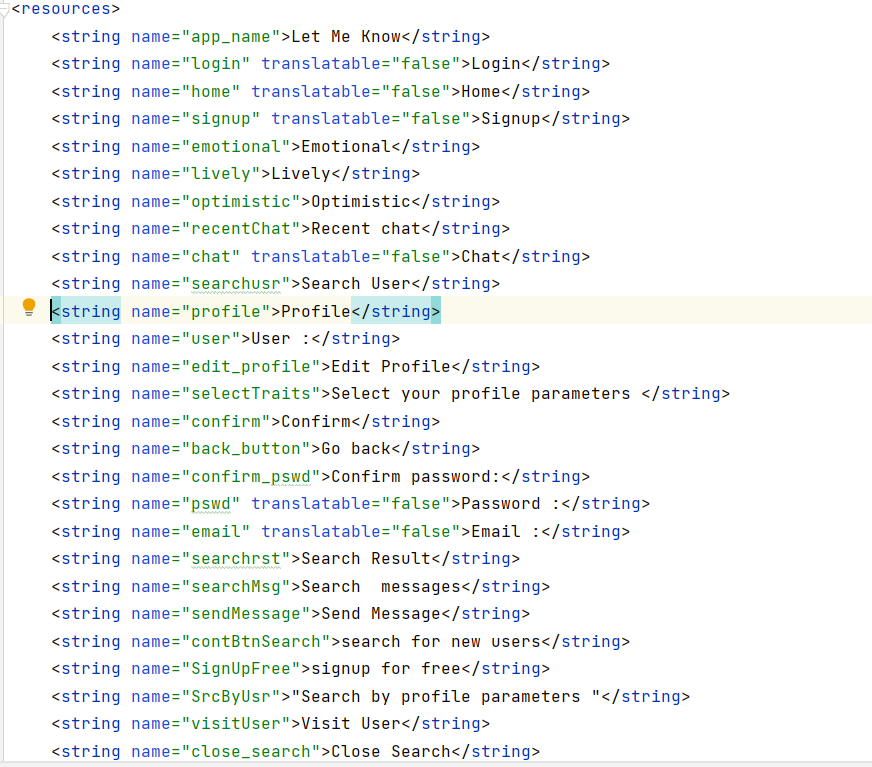 <resources>
<string name="app_name">Let Me Know</string>
<string name="login" translatable="false">Login</string>
<string name="home" translatable="false">Home</string>
<string name="signup" translatable="false">Signup</string>
<string name="emotional">Emotional</string>
<string name="lively">Lively</string>
<string name="optimistic">Optimistic</string>
<string name="recentChat">Recent chat</string>
<string name="chat" translatable="false">Chat</string>
<string name="searchusr">Search User</string>
<string name="profile">Profile</string>
<string name="user">User :</string>
<string name="edit_profile">Edit Profile</string>
<string name="selectTraits">Select your profile parameters </string>
<string name="confirm">Confirm</string>
<string name="back_button">Go back</string>
<string name="confirm_pswd">Confirm password:</string>
<string name="pswd" translatable="false">Password :</string>
<string name="email" translatable="false">Email :</string>
<string name="searchrst">Search Result</string>
<string name="searchMsg">Search  messages</string>
<string name="sendMessage">Send Message</string>
<string name="contBtnSearch">search for new users</string>
<string name="SignUpFree">signup for free</string>
<string name="SrcByUsr">"Search by profile parameters "</string>
<string name="visitUser">Visit User</string>
<string name="close_search">Close Search</string>